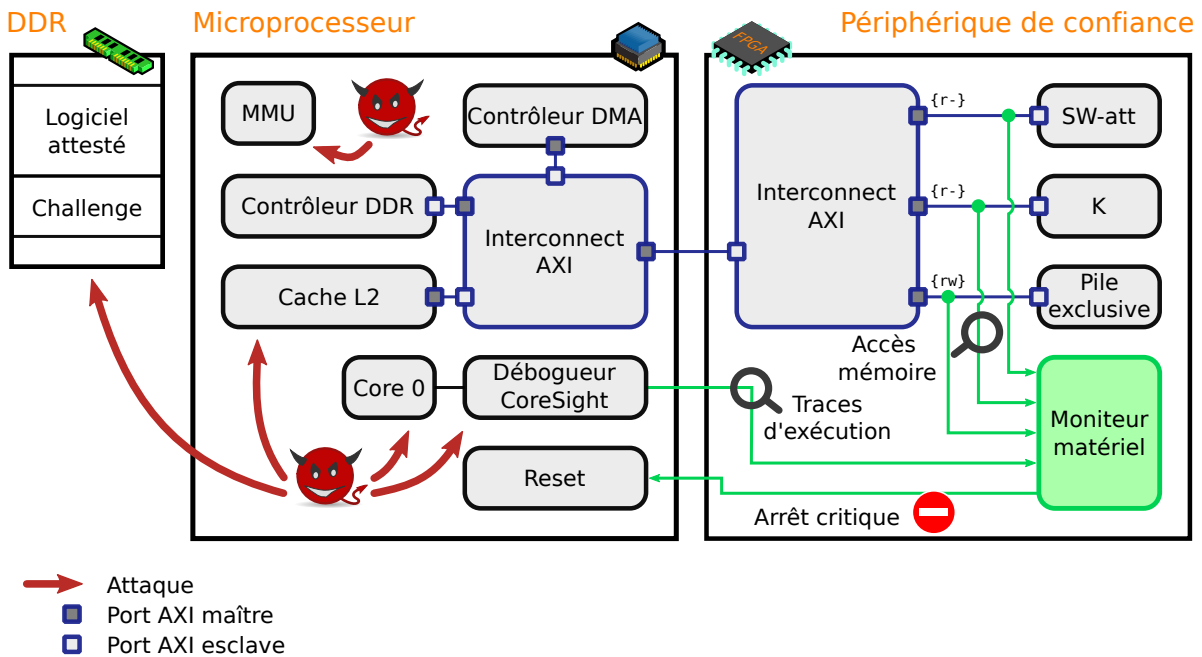 DDR
Microprocesseur
Périphérique de confiance
FPGA
Logiciel
attesté
Challenge
MMU
Contrôleur DMA
Contrôleur DDR
Interconnect
AXI
Cache L2
Core 0
Débogueur
CoreSight
Reset
Interconnect
AXI
{r-}
SW-att
{r-}
K
{rw}
Pile
exclusive
Accès
mémoire
Traces
d'exécution
Moniteur
matériel
Arrêt critique
Attaque
Port AXI maître
Port AXI esclave